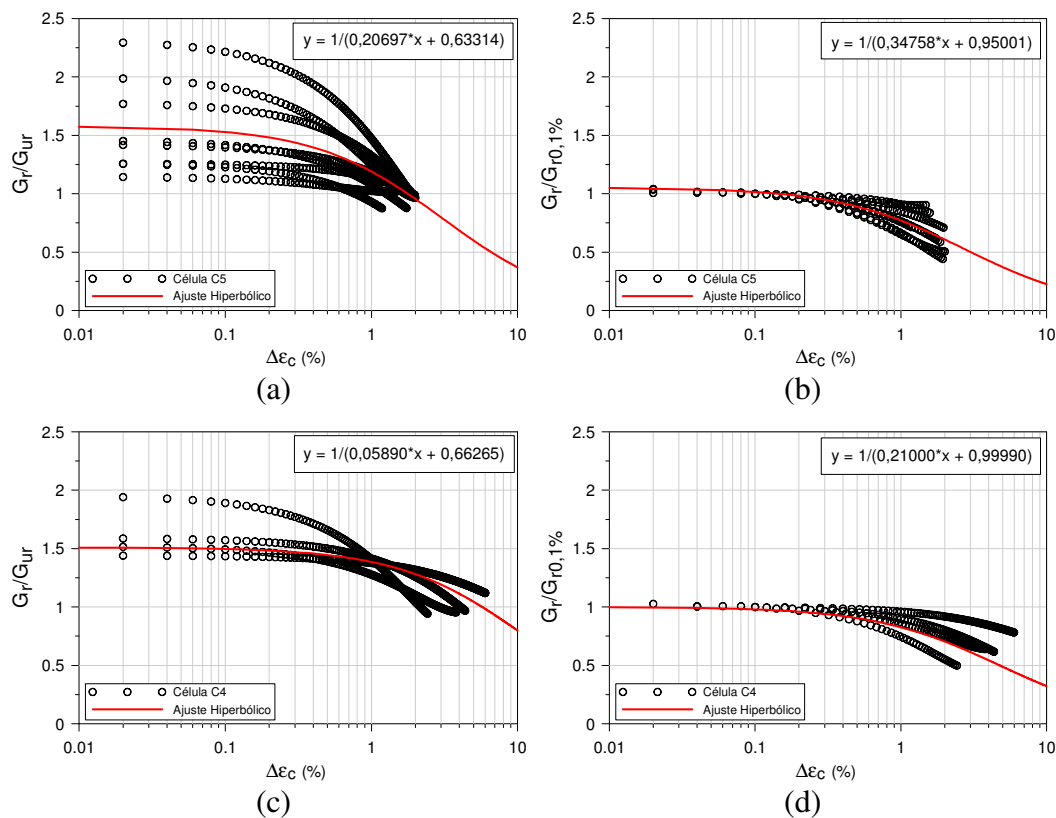 2.5
2
1.5
1
0.5
0
Gr/Gur
y = 1/(0,20697*x + 0,63314)
Célula C5
Ajuste Hiperbólico
0.01 0.1 1 10
Δεc (%)
(a)
2.5
2
1.5
1
0.5
0
Gr/Gr0,1%
y = 1/(0,34758*x + 0,95001)
Célula C5
Ajuste Hiperbólico
0.01 0.1 1 10
Δεc (%)
(b)
2.5
2
1.5
1
0.5
0
Gr/Gur
y = 1/(0,05890*x + 0,66265)
Célula C4
Ajuste Hiperbólico
0.01 0.1 1 10
Δεc (%)
(c)
2.5
2
1.5
1
0.5
0
Gr/Gr0,1%
y = 1/(0,21000*x + 0,99990)
Célula C4
Ajuste Hiperbólico
0.01 0.1 1 10
Δεc (%)
(d)